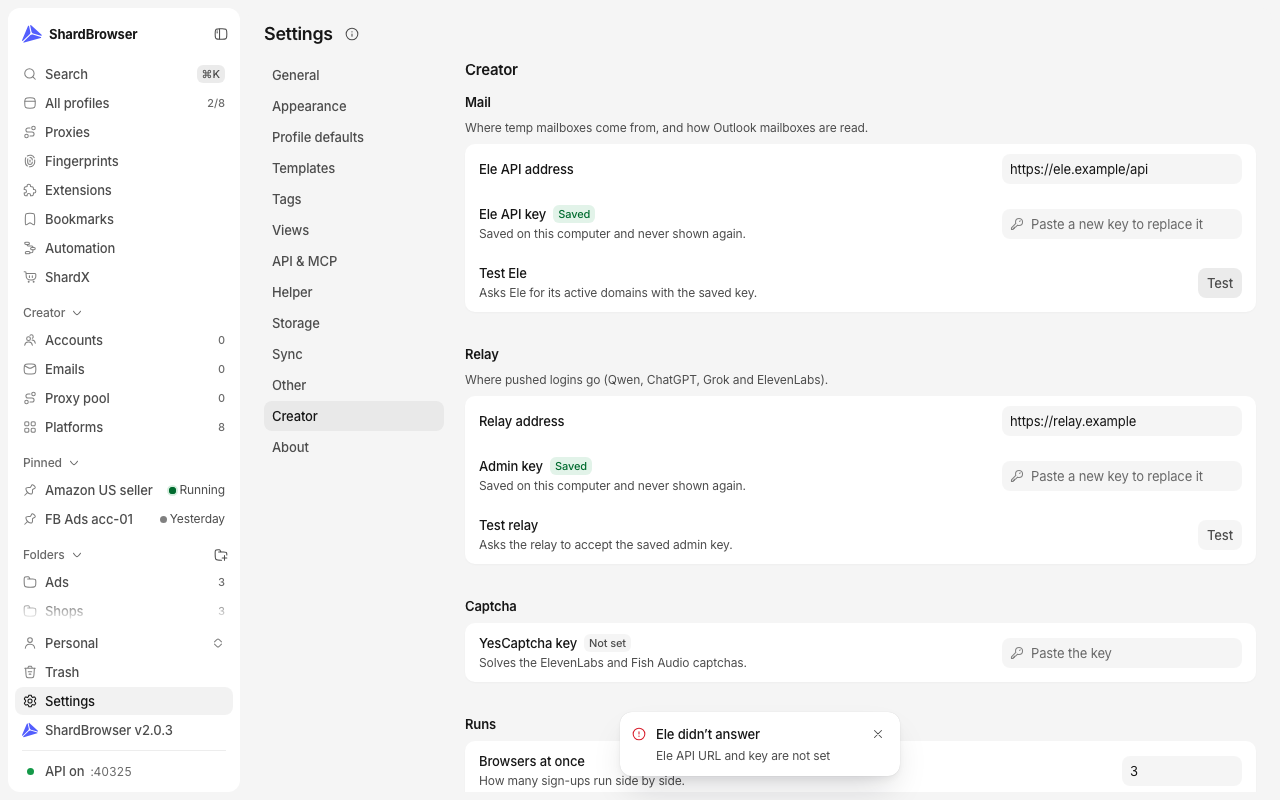 ShardBrowser
Search
⌘K
All profiles
2/8
Proxies
Fingerprints
Extensions
Bookmarks
Automation
ShardX
Creator
Accounts
0
Emails
0
Proxy pool
0
Platforms
8
Pinned
Amazon US seller
Running
FB Ads acc-01
Yesterday
Folders
Ads
3
Shops
3
Personal
Trash
Settings
ShardBrowser v2.0.3
API on :40325
Settings
General
Appearance
Profile defaults
Templates
Tags
Views
API & MCP
Helper
Storage
Sync
Other
Creator
About
Creator
Mail
Where temp mailboxes come from, and how Outlook mailboxes are read.
Ele API address
https://ele.example/api
Ele API key
Saved
Saved on this computer and never shown again.
Paste a new key to replace it
Test Ele
Asks Ele for its active domains with the saved key.
Test
Relay
Where pushed logins go (Qwen, ChatGPT, Grok and ElevenLabs).
Relay address
https://relay.example
Admin key
Saved
Saved on this computer and never shown again.
Paste a new key to replace it
Test relay
Asks the relay to accept the saved admin key.
Test
Captcha
YesCaptcha key
Not set
Solves the ElevenLabs and Fish Audio captchas.
Paste the key
Runs
Browsers at once
How many sign-ups run side by side.
3
Ele didn’t answer
Ele API URL and key are not set